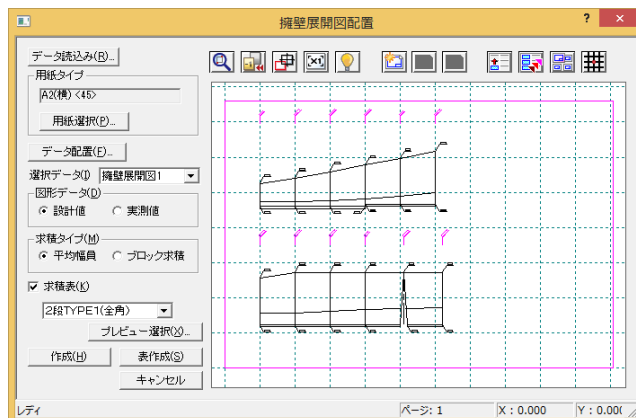 擁壁展開図配置
? ×
データ読込み(R)...
用紙タイプ
A2(横) <45>
用紙選択(P)...
データ配置(F)...
選択データ(I) 擁壁展開図1
図形データ(D)
設計値 実測値
求積タイプ(M)
平均幅員 ブロック求積
求積表(K)
2段TYPE1(全角)
プレビュー選択(X)...
作成(H) 表作成(S)
キャンセル
×1
レディ ページ: 1 X : 0.000 Y : 0.00